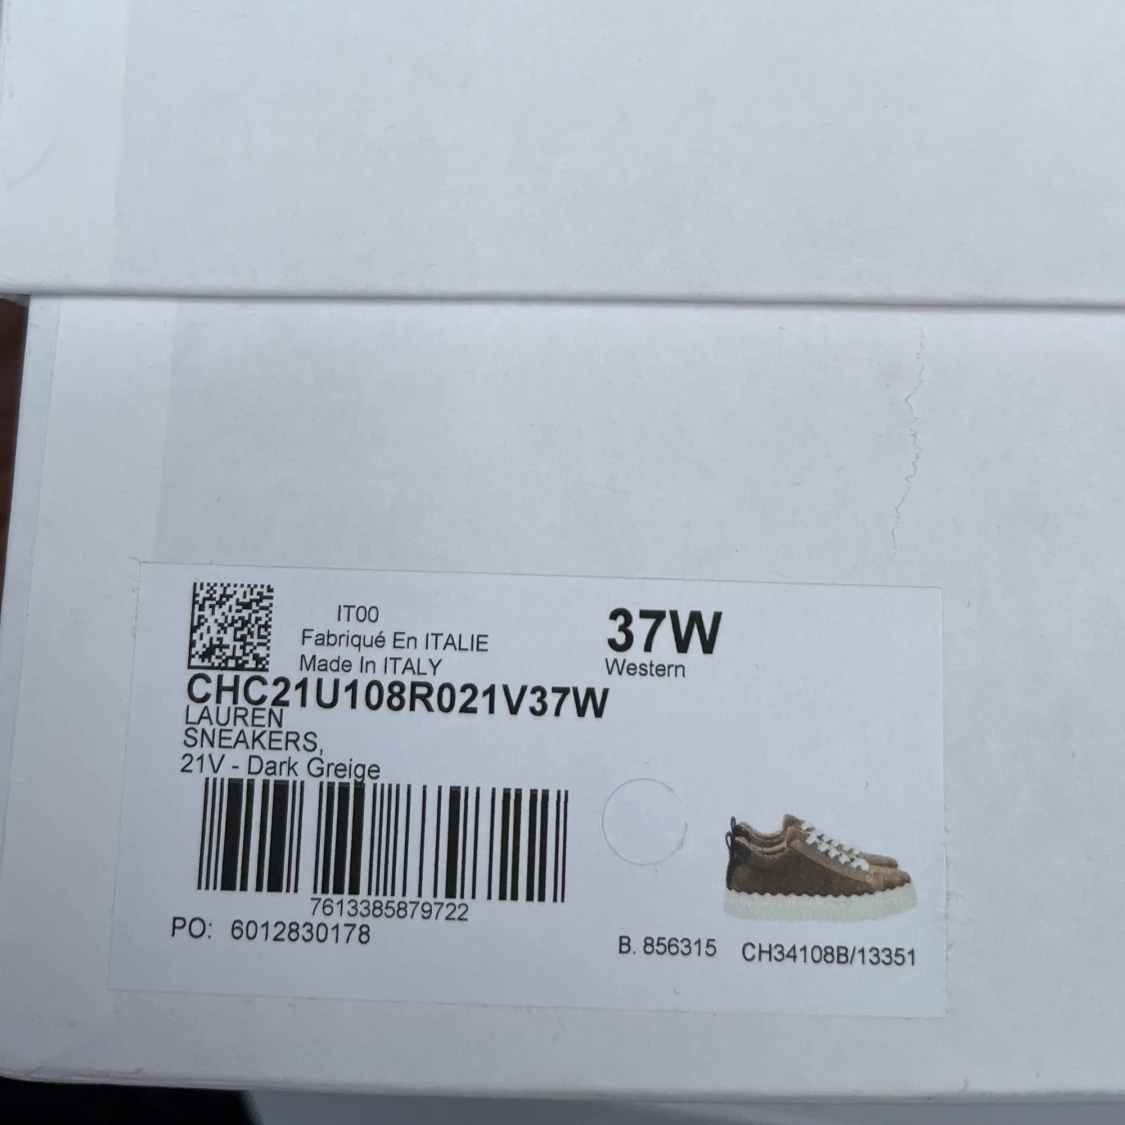 IT00
Fabriqué En ITALIE
Made In ITALY
37W
Western
CHC21U108R021V37W
LAUREN
SNEAKERS,
21V - Dark Greige
7613385879722
PO: 6012830178
B. 856315
CH34108B/13351